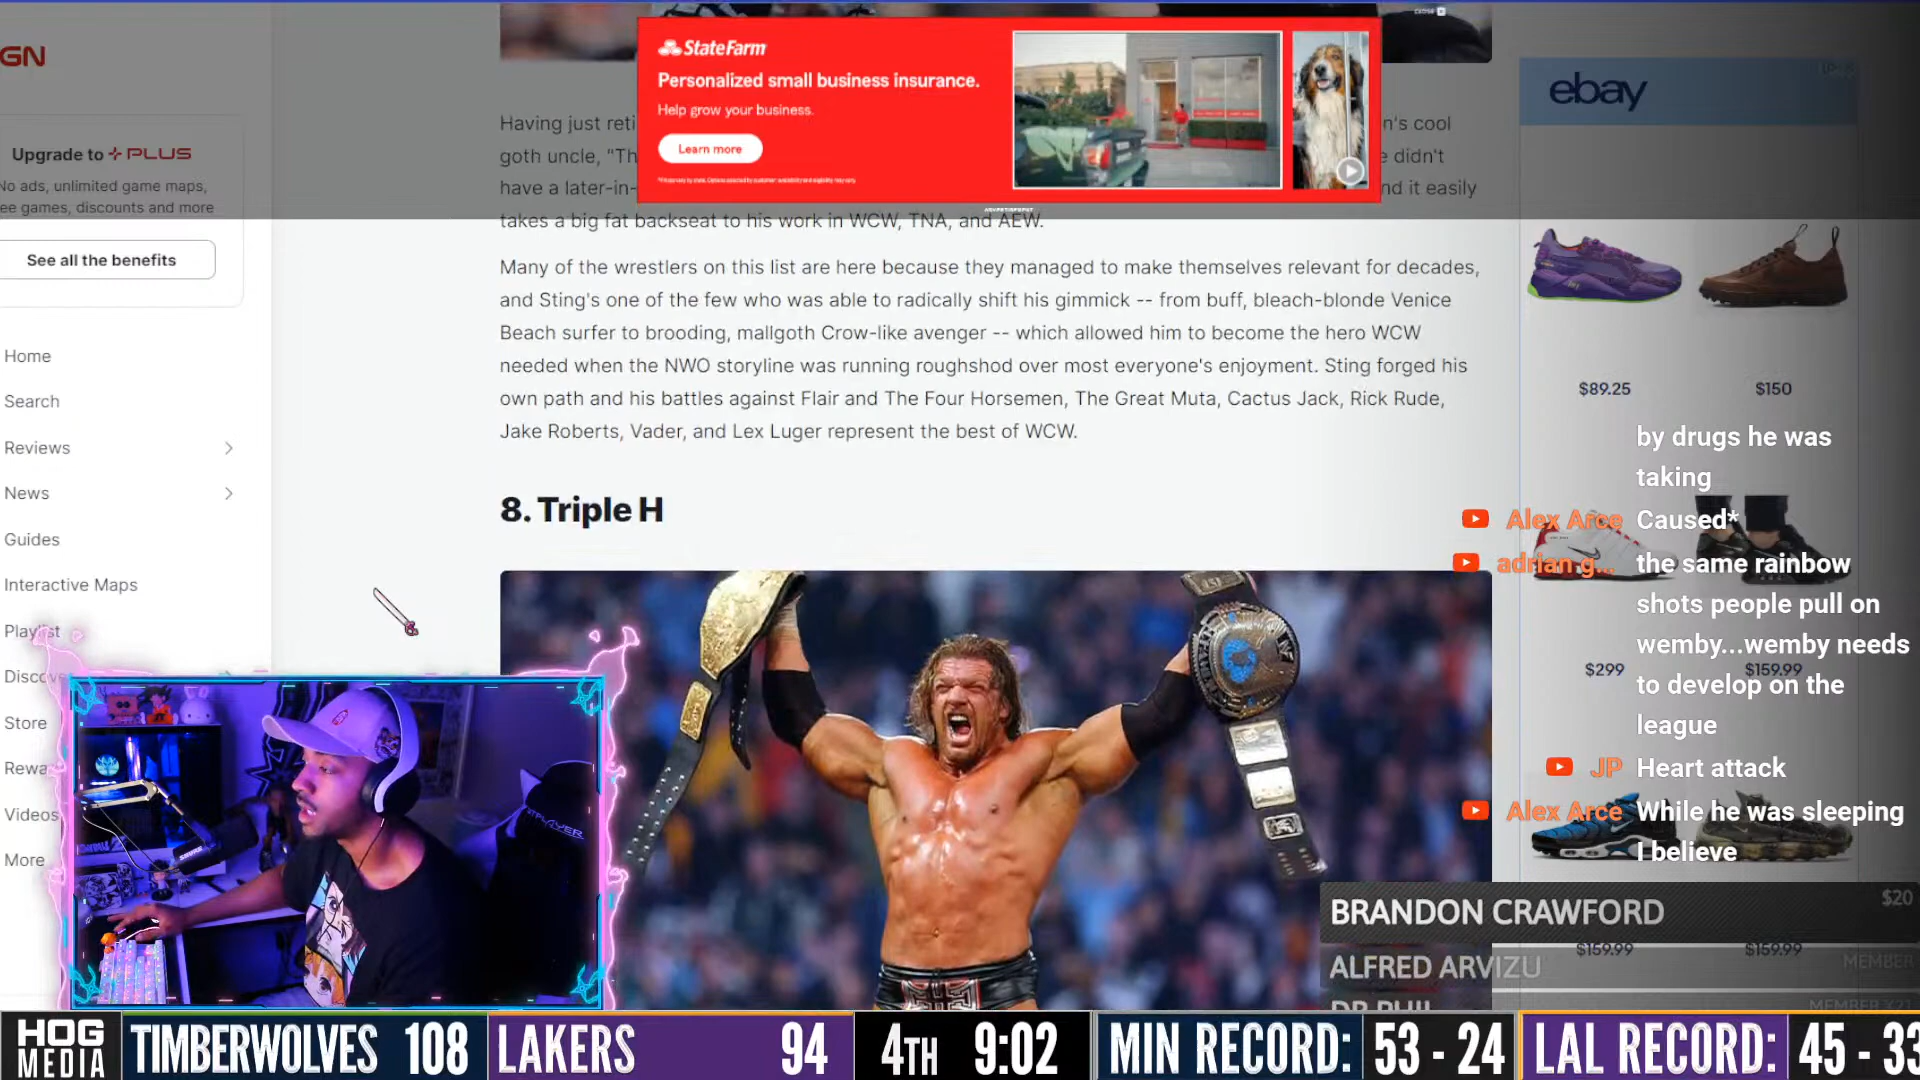 GN
Upgrade to PLUS
No ads, unlimited game maps,
ee games, discounts and more
See all the benefits
Home
Search
Reviews
News
Guides
Interactive Maps
Playlist
Disco
Store
Rewa
Videos
More
StateFarm
Personalized small business insurance.
Help grow your business.
Learn more
ADVERTISEMENT
CLOSE
Having just reti n's cool
goth uncle, "Th e didn't
have a later-in- nd it easily
takes a big fat backseat to his work in WCW, TNA, and AEW.
Many of the wrestlers on this list are here because they managed to make themselves relevant for decades,
and Sting's one of the few who was able to radically shift his gimmick -- from buff, bleach-blonde Venice
Beach surfer to brooding, mallgoth Crow-like avenger -- which allowed him to become the hero WCW
needed when the NWO storyline was running roughshod over most everyone's enjoyment. Sting forged his
own path and his battles against Flair and The Four Horsemen, The Great Muta, Cactus Jack, Rick Rude,
Jake Roberts, Vader, and Lex Luger represent the best of WCW.
8. Triple H
ebay
$89.25 $150
$299 $159.99
$159.99 $159.99
by drugs he was
taking
Alex Arce Caused*
adrian g... the same rainbow
shots people pull on
wemby...wemby needs
to develop on the
league
JP Heart attack
Alex Arce While he was sleeping
I believe
BRANDON CRAWFORD $20
ALFRED ARVIZU MEMBER
DR PHIL MEMBER X21
SHURE
HOG
MEDIA
TIMBERWOLVES 108 LAKERS 94 4TH 9:02 MIN RECORD: 53 - 24 LAL RECORD: 45 - 33